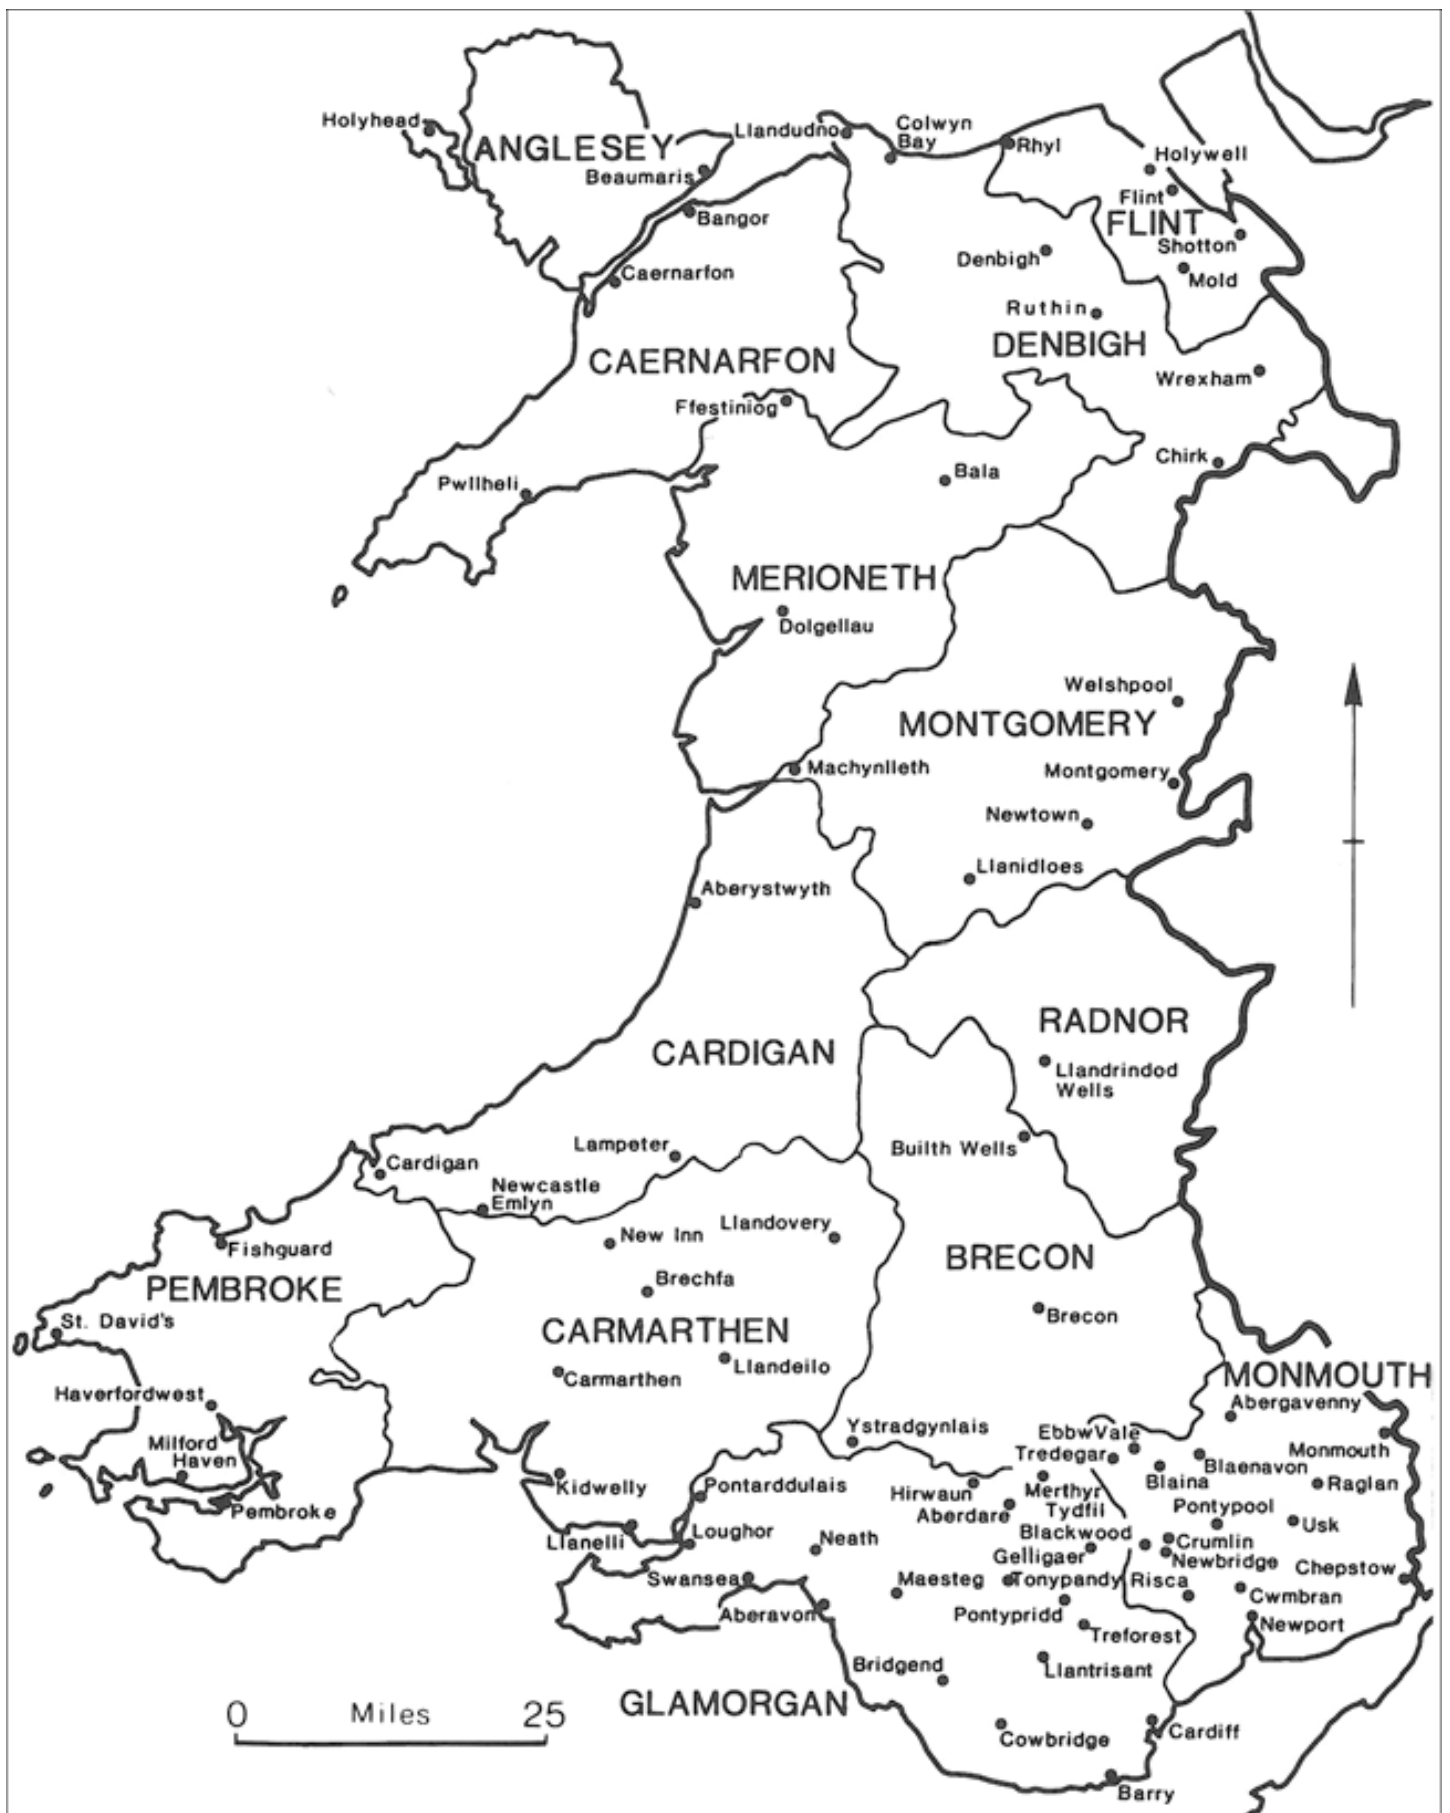 Holyhead
ANGLESEY
Beaumaris
Llandudno
Colwyn
Bay
Rhyl
Holywell
Flint
FLINT
Shotton
Mold
Bangor
Caernarfon
Denbigh
Ruthin
DENBIGH
CAERNARFON
Wrexham
Ffestiniog
Chirk
Bala
Pwllheli
MERIONETH
Dolgellau
Welshpool
MONTGOMERY
Machynlleth
Montgomery
Newtown
Llanidloes
Aberystwyth
RADNOR
CARDIGAN
Llandrindod
Wells
Builth Wells
Lampeter
Cardigan
Newcastle
Emlyn
New Inn
Llandovery
Fishguard
BRECON
Brechfa
PEMBROKE
Brecon
St. David's
CARMARTHEN
Llandeilo
Carmarthen
MONMOUTH
Haverfordwest
Abergavenny
Ystradgynlais
EbbwVale
Milford
Haven
Tredegar
Monmouth
Blaenavon
Blaina
Raglan
Kidwelly
Pontarddulais
Hirwaun
Merthyr
Tydfil
Aberdare
Pontypool
Pembroke
Usk
Llanelli
Loughor
Neath
Blackwood
Crumlin
Gelligaer
Newbridge
Chepstow
Swansea
Maesteg
Tonypandy
Risca
Cwmbran
Aberavon
Pontypridd
Newport
Treforest
Bridgend
Llantrisant
GLAMORGAN
0 Miles 25
Cowbridge
Cardiff
Barry